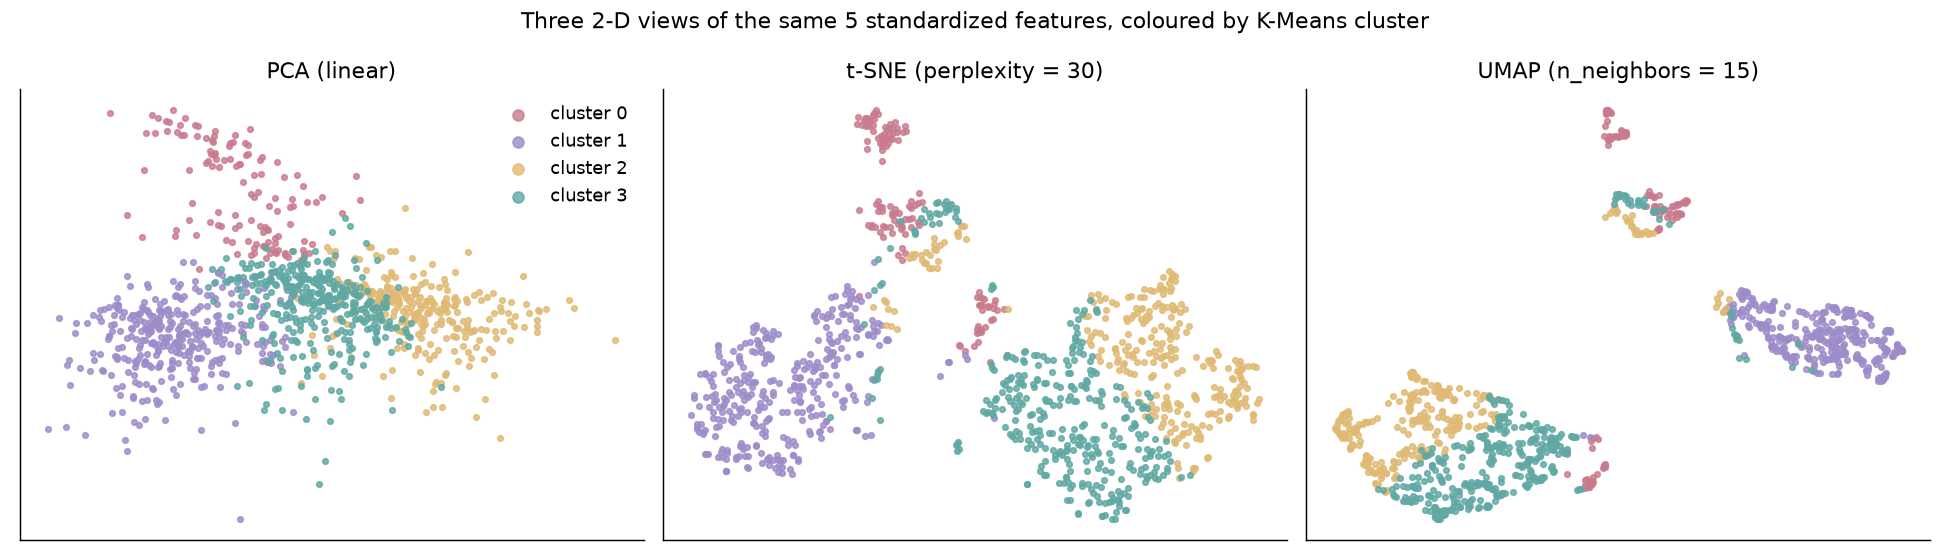 Three 2-D views of the same 5 standardized features, coloured by K-Means cluster
PCA (linear)
cluster 0
cluster 1
cluster 2
cluster 3
t-SNE (perplexity = 30)
UMAP (n_neighbors = 15)